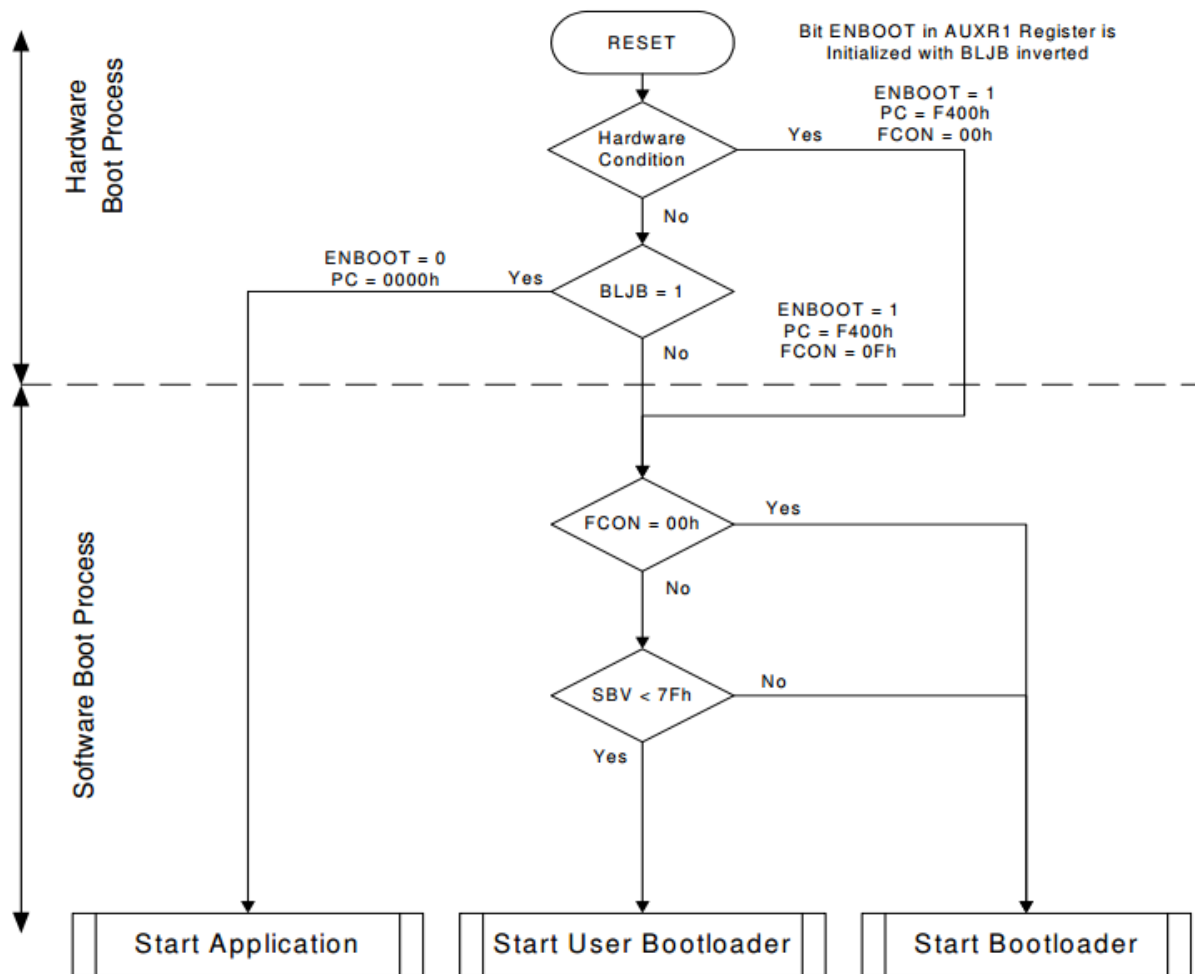 RESET
Bit ENBOOT in AUXR1 Register is
Initialized with BLJB inverted
Hardware
Boot Process
ENBOOT = 1
PC = F400h
FCON = 00h
Hardware
Condition
Yes
No
ENBOOT = 0
PC = 0000h
Yes
BLJB = 1
ENBOOT = 1
PC = F400h
FCON = 0Fh
No
Software Boot Process
FCON = 00h
Yes
No
SBV < 7Fh
No
Yes
Start Application
Start User Bootloader
Start Bootloader